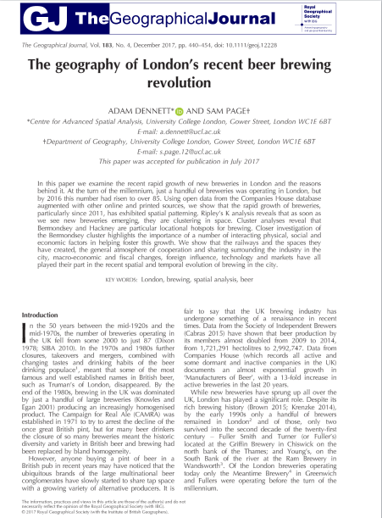 GJ TheGeographicalJournal
Royal
Geographical
Society
with IBG
The Geographical Journal, Vol. 183, No. 4, December 2017, pp. 440–454, doi: 10.1111/geoj.12228
The geography of London's recent beer brewing
revolution
ADAM DENNETT* AND SAM PAGE†
*Centre for Advanced Spatial Analysis, University College London, Gower Street, London WC1E 6BT
E-mail: a.dennett@ucl.ac.uk
†Department of Geography, University College London, Gower Street, London WC1E 6BT
E-mail: s.page.12@ucl.ac.uk
This paper was accepted for publication in July 2017
In this paper we examine the recent rapid growth of new breweries in London and the reasons
behind it. At the turn of the millennium, just a handful of breweries was operating in London, but
by 2016 this number had risen to over 85. Using open data from the Companies House database
augmented with other online and printed sources, we show that the rapid growth of breweries,
particularly since 2011, has exhibited spatial patterning. Ripley's K analysis reveals that as soon as
we see new breweries emerging, they are clustering in space. Cluster analyses reveal that
Bermondsey and Hackney are particular locational hotspots for brewing. Closer investigation of
the Bermondsey cluster highlights the importance of a number of interacting physical, social and
economic factors in helping foster this growth. We show that the railways and the spaces they
have created, the general atmosphere of cooperation and sharing surrounding the industry in the
city, macro-economic and fiscal changes, foreign influence, technology and markets have all
played their part in the recent spatial and temporal evolution of brewing in the city.
KEY WORDS: London, brewing, spatial analysis, beer
Introduction
In the 50 years between the mid-1920s and the
mid-1970s, the number of breweries operating in
the UK fell from some 2000 to just 87 (Dixon
1978; SIBA 2010). In the 1970s and 1980s further
closures, takeovers and mergers, combined with
changing tastes and drinking habits of the beer
drinking populace¹, meant that some of the most
famous and well established names in British beer,
such as Truman's of London, disappeared. By the
end of the 1980s, brewing in the UK was dominated
by just a handful of large breweries (Knowles and
Egan 2001) producing an increasingly homogenised
product. The Campaign for Real Ale (CAMRA) was
established in 1971 to try to arrest the decline of the
once great British pint, but for many beer drinkers
the closure of so many breweries meant the historic
diversity and variety in British beer and brewing had
been replaced by bland homogeneity.
However, anyone buying a pint of beer in a
British pub in recent years may have noticed that the
ubiquitous brands of the large multinational beer
conglomerates have slowly started to share tap space
with a growing variety of alternative products. It is
fair to say that the UK brewing industry has
undergone something of a renaissance in recent
times. Data from the Society of Independent Brewers
(Cabras 2015) have shown that beer production by
its members almost doubled from 2009 to 2014,
from 1,721,291 hectolitres to 2,992,747. Data from
Companies House (which records all active and
some dormant and inactive companies in the UK)
documents an almost exponential growth in
'Manufacturers of Beer', with a 13-fold increase in
active breweries in the last 20 years.
While new breweries have sprung up all over the
UK, London has played a significant role. Despite its
rich brewing history (Brown 2015; Krenzke 2014),
by the early 1990s only a handful of brewers
remained in London² and of those, only two
survived into the second decade of the twenty-first
century – Fuller Smith and Turner (or Fuller's)
located at the Griffin Brewery in Chiswick on the
north bank of the Thames; and Young's, on the
South Bank of the river at the Ram Brewery in
Wandsworth³. Of the London breweries operating
today only the Meantime Brewery⁴ in Greenwich
and Fullers were operating before the turn of the
millennium.
The information, practices and views in this article are those of the author(s) and do not
necessarily reflect the opinion of the Royal Geographical Society (with IBG).
© 2017 Royal Geographical Society (with the Institute of British Geographers).